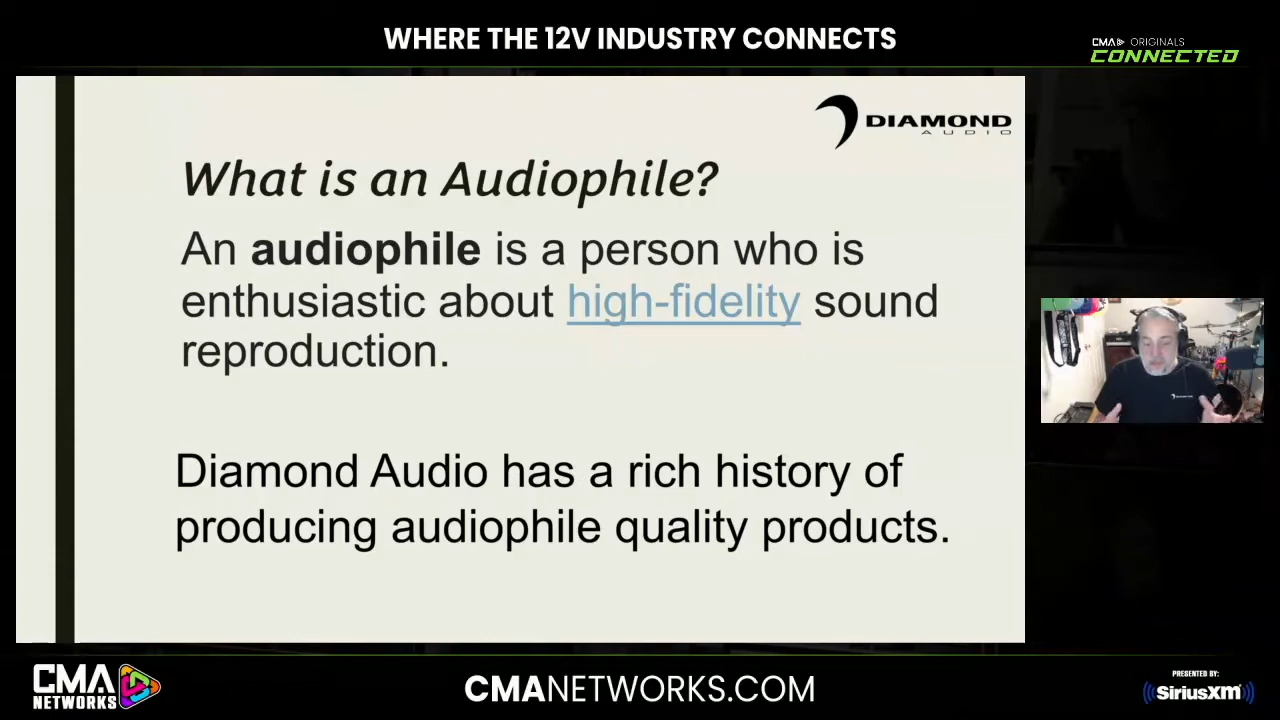 WHERE THE 12V INDUSTRY CONNECTS
CMA ORIGINALS
CONNECTED
DIAMOND
AUDIO
What is an Audiophile?
An audiophile is a person who is
enthusiastic about high-fidelity sound
reproduction.
Diamond Audio has a rich history of
producing audiophile quality products.
CMA
NETWORKS
CMANETWORKS.COM
PRESENTED BY:
SiriusXM